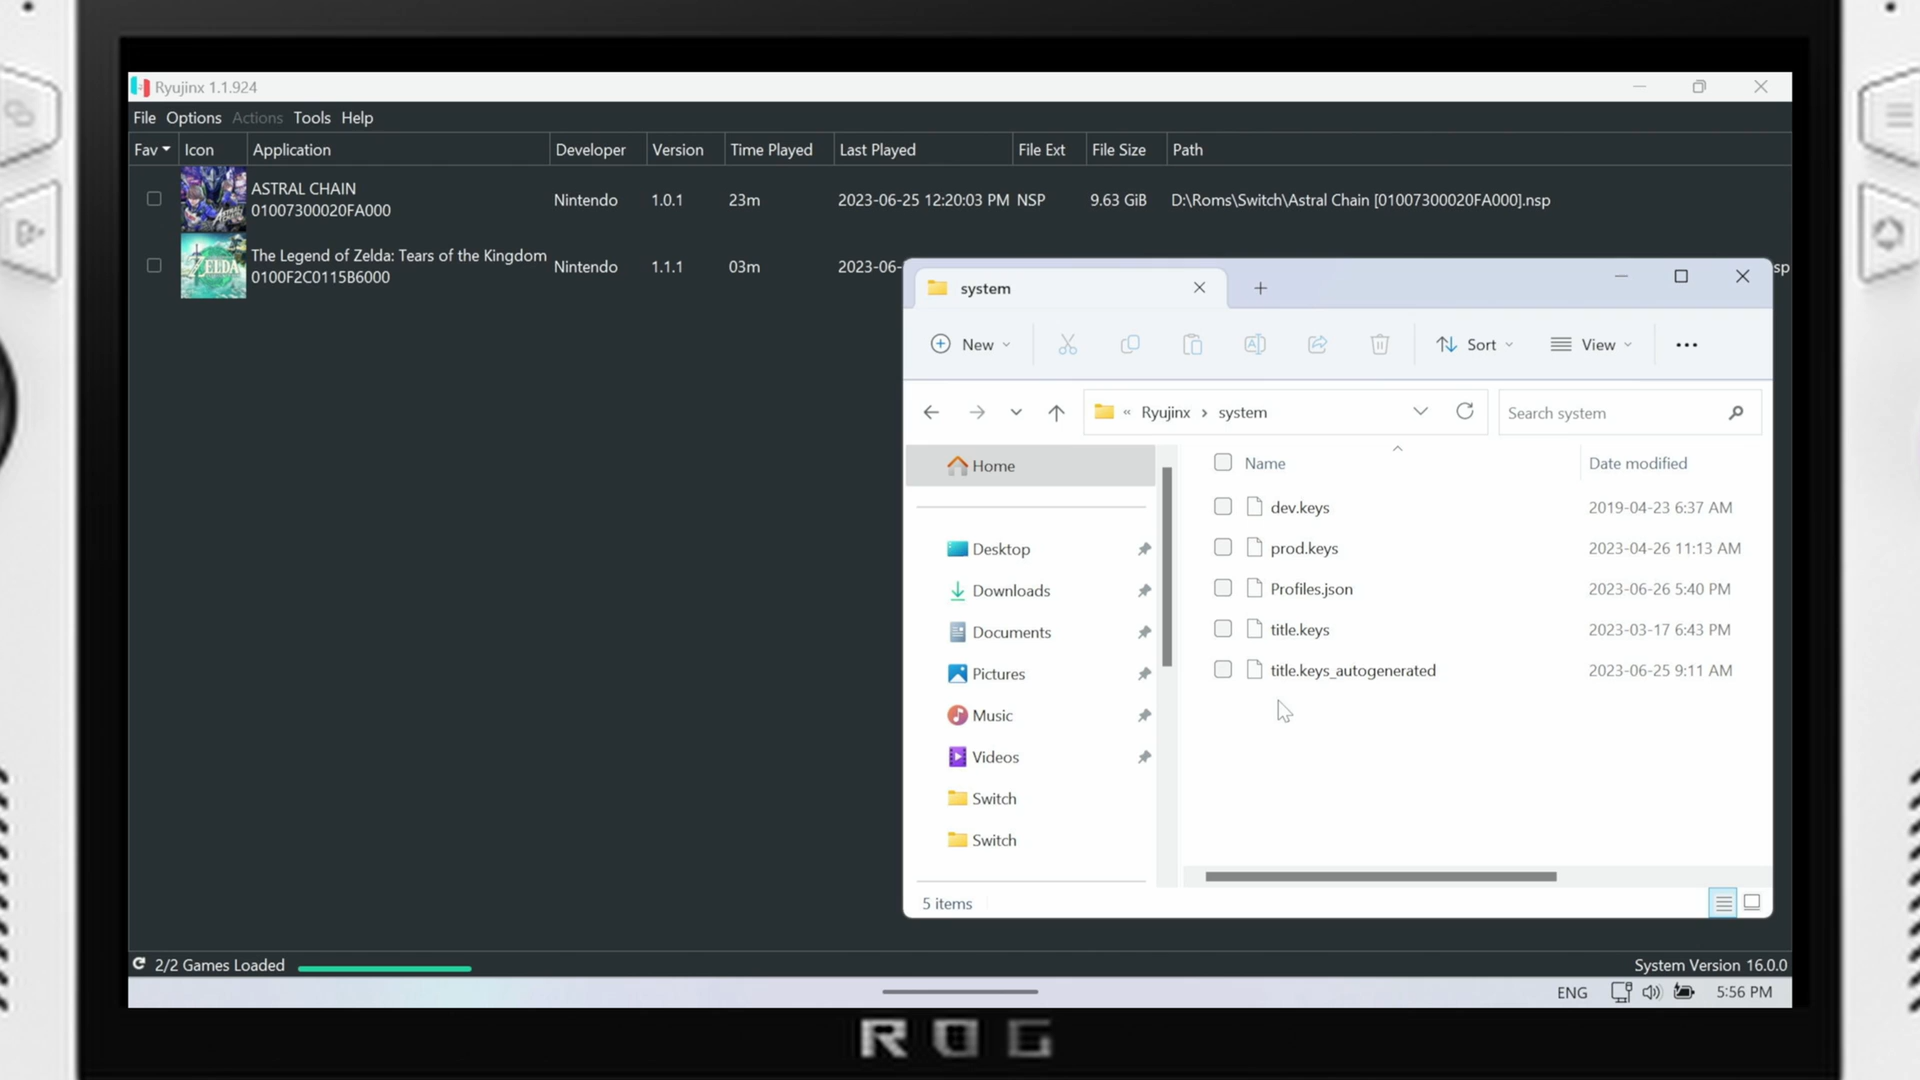 Ryujinx 1.1.924
File Options Actions Tools Help
Fav Icon Application Developer Version Time Played Last Played File Ext File Size Path
ASTRAL CHAIN
01007300020FA000
Nintendo 1.0.1 23m 2023-06-25 12:20:03 PM NSP 9.63 GiB D:\Roms\Switch\Astral Chain [01007300020FA000].nsp
ZELDA
The Legend of Zelda: Tears of the Kingdom
0100F2C0115B6000
Nintendo 1.1.1 03m 2023-06- sp
system
New Sort View
« Ryujinx › system
Search system
Home
Desktop
Downloads
Documents
Pictures
Music
Videos
Switch
Switch
Name Date modified
dev.keys 2019-04-23 6:37 AM
prod.keys 2023-04-26 11:13 AM
Profiles.json 2023-06-26 5:40 PM
title.keys 2023-03-17 6:43 PM
title.keys_autogenerated 2023-06-25 9:11 AM
5 items
2/2 Games Loaded
System Version 16.0.0
ENG 5:56 PM
ROG